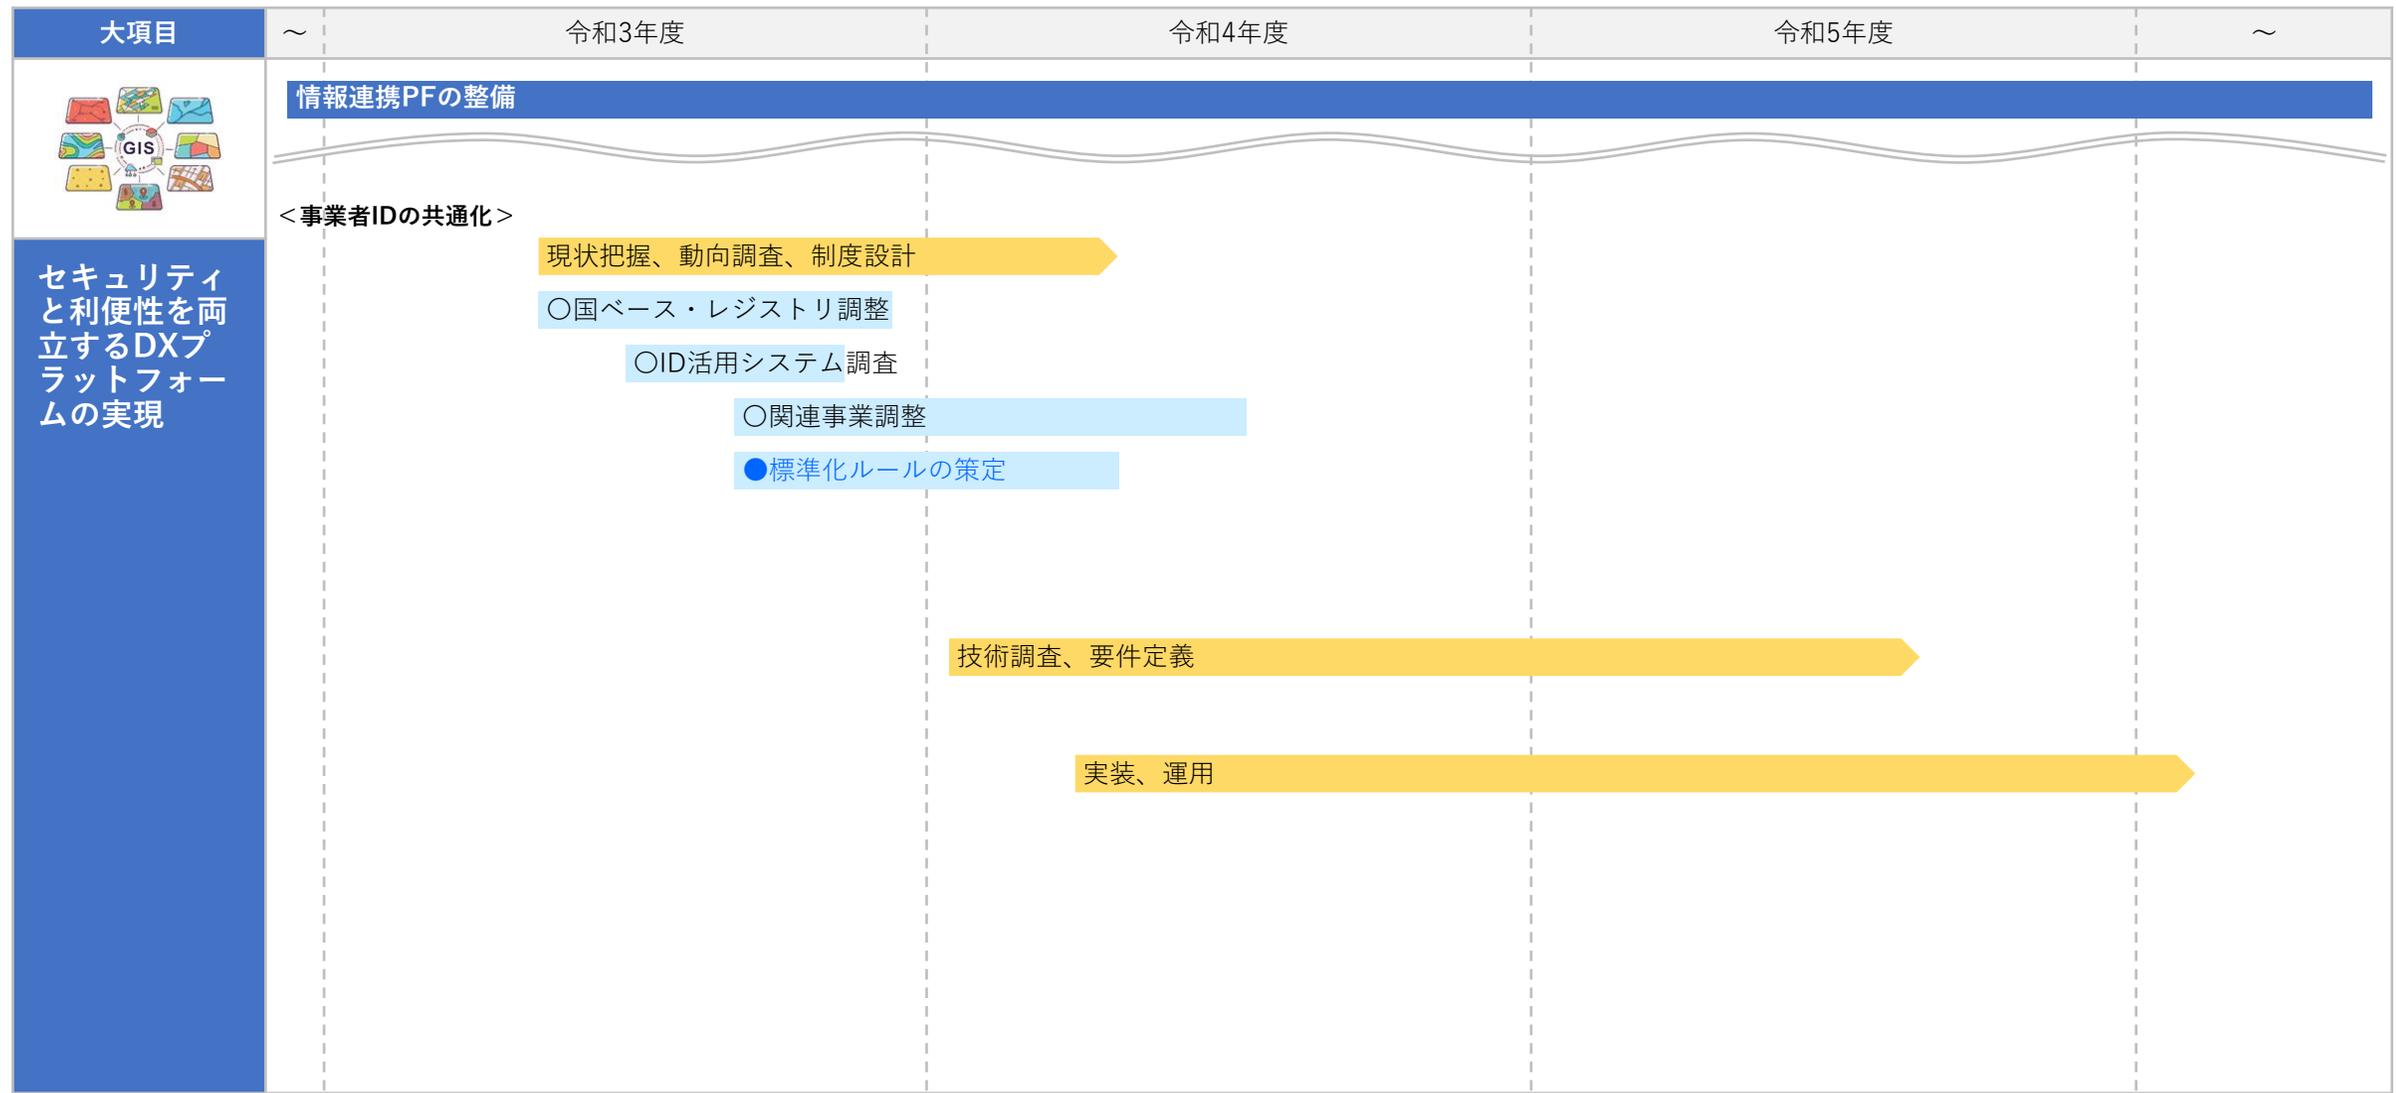 大項目
～
令和3年度
令和4年度
令和5年度
～
GIS
情報連携PFの整備
＜事業者IDの共通化＞
現状把握、動向調査、制度設計
〇国ベース・レジストリ調整
〇ID活用システム調査
〇関連事業調整
●標準化ルールの策定
技術調査、要件定義
実装、運用
セキュリティ
と利便性を両
立するDXプ
ラットフォー
ムの実現